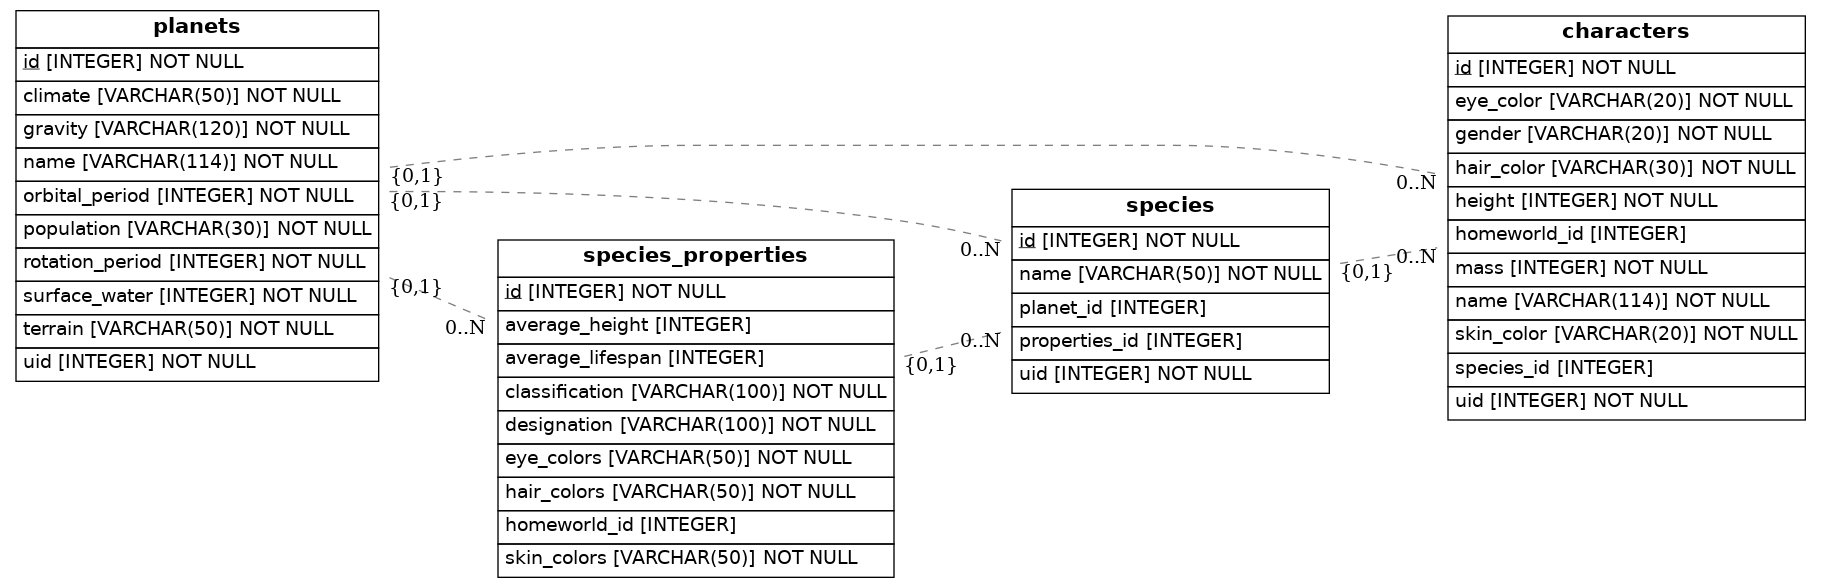 planets
id [INTEGER] NOT NULL
climate [VARCHAR(50)] NOT NULL
gravity [VARCHAR(120)] NOT NULL
name [VARCHAR(114)] NOT NULL
orbital_period [INTEGER] NOT NULL
population [VARCHAR(30)] NOT NULL
rotation_period [INTEGER] NOT NULL
surface_water [INTEGER] NOT NULL
terrain [VARCHAR(50)] NOT NULL
uid [INTEGER] NOT NULL
{0,1}
{0,1}
{0,1}
0..N
species_properties
id [INTEGER] NOT NULL
average_height [INTEGER]
average_lifespan [INTEGER]
classification [VARCHAR(100)] NOT NULL
designation [VARCHAR(100)] NOT NULL
eye_colors [VARCHAR(50)] NOT NULL
hair_colors [VARCHAR(50)] NOT NULL
homeworld_id [INTEGER]
skin_colors [VARCHAR(50)] NOT NULL
{0,1}
0..N
0..N
species
id [INTEGER] NOT NULL
name [VARCHAR(50)] NOT NULL
planet_id [INTEGER]
properties_id [INTEGER]
uid [INTEGER] NOT NULL
{0,1}
0..N
0..N
characters
id [INTEGER] NOT NULL
eye_color [VARCHAR(20)] NOT NULL
gender [VARCHAR(20)] NOT NULL
hair_color [VARCHAR(30)] NOT NULL
height [INTEGER] NOT NULL
homeworld_id [INTEGER]
mass [INTEGER] NOT NULL
name [VARCHAR(114)] NOT NULL
skin_color [VARCHAR(20)] NOT NULL
species_id [INTEGER]
uid [INTEGER] NOT NULL